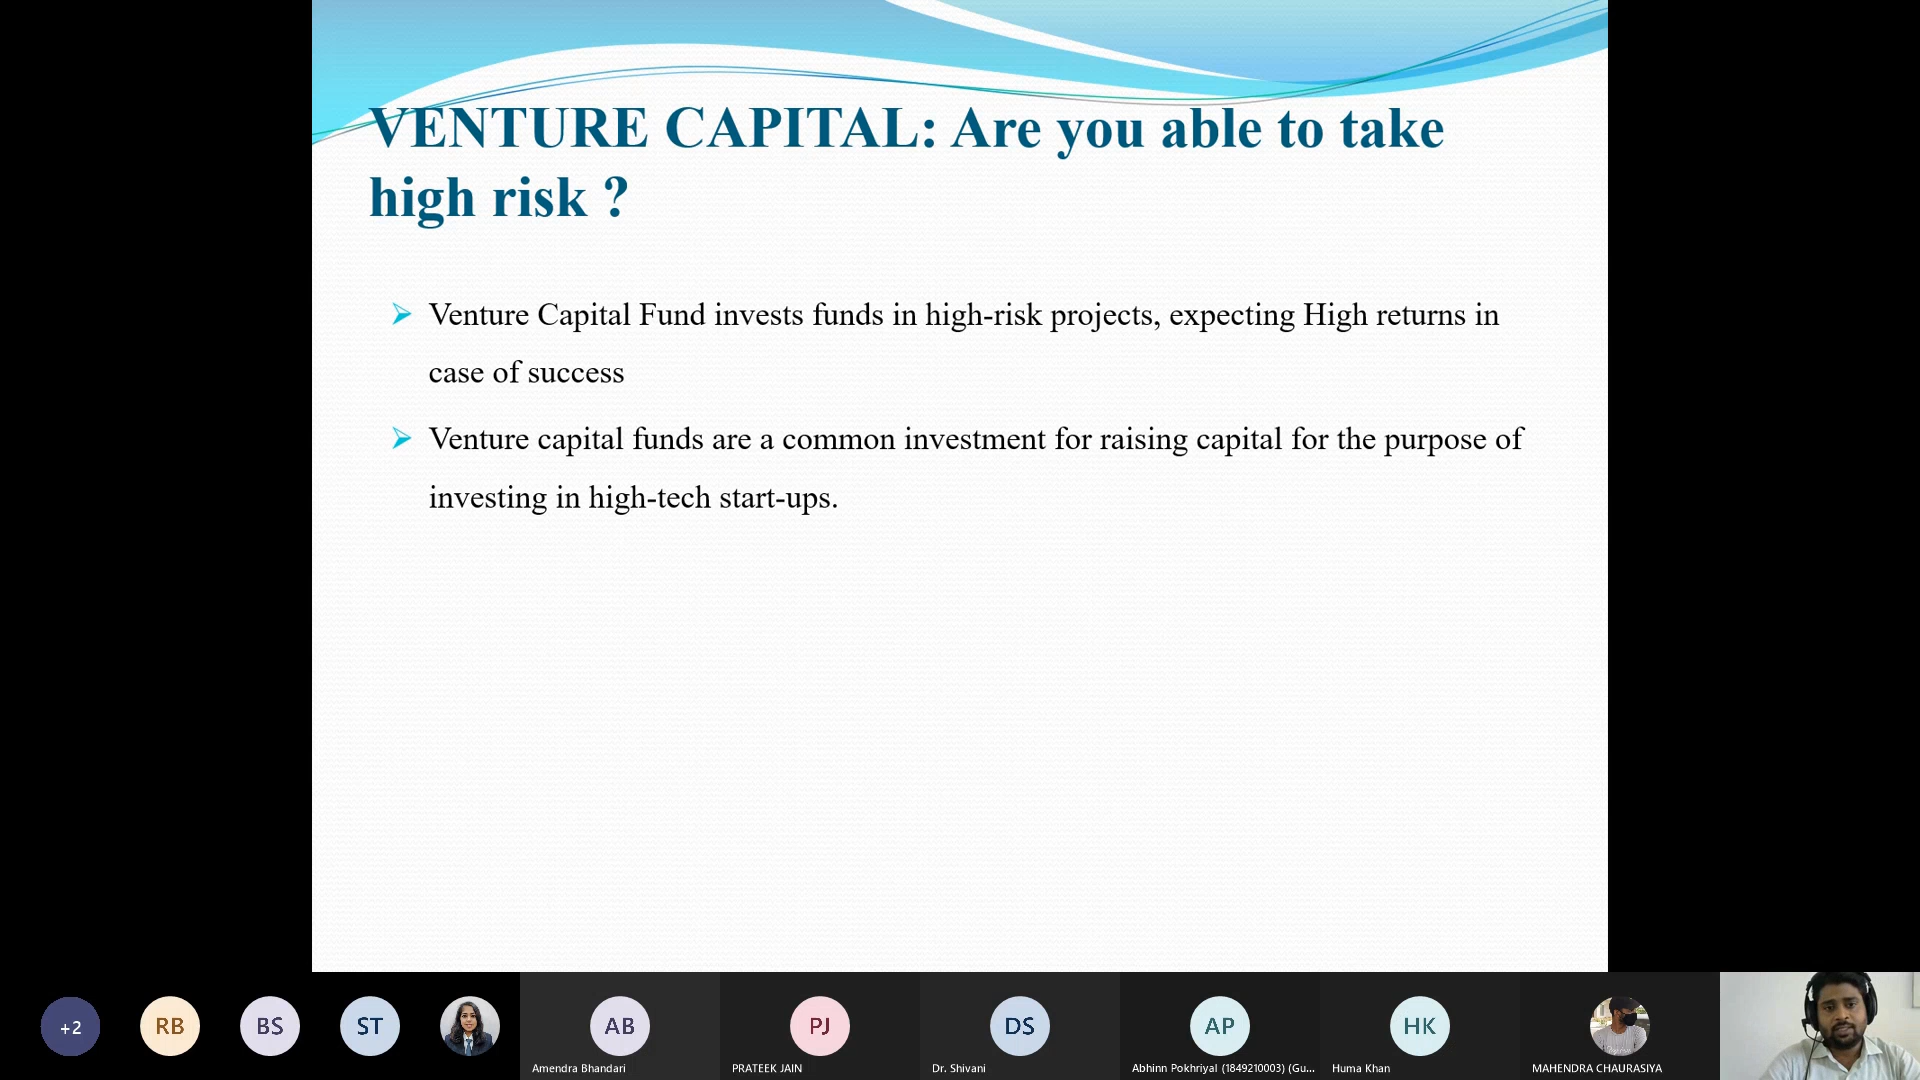 VENTURE CAPITAL: Are you able to take
high risk ?
Venture Capital Fund invests funds in high-risk projects, expecting High returns in
case of success
Venture capital funds are a common investment for raising capital for the purpose of
investing in high-tech start-ups.
+2
RB
BS
ST
AB
PJ
DS
AP
HK
Amendra Bhandari
PRATEEK JAIN
Dr. Shivani
Abhinn Pokhriyal (1849210003) (Gu...
Huma Khan
MAHENDRA CHAURASIYA